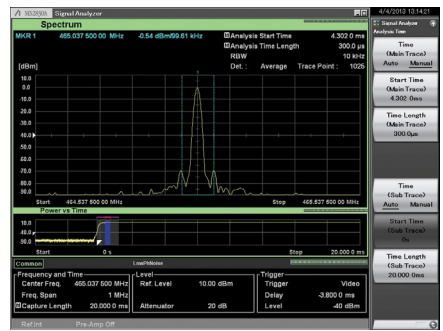 MS2690A Signal Analyzer
4/4/2013 13:14:21
Spectrum
Signal Analyzer
Analysis Time
MKR 1 465.037 500 00 MHz -0.54 dBm/99.61 kHz
Analysis Start Time 4.302 0 ms
Analysis Time Length 300.0 µs
RBW 10 kHz
Det. : Average Trace Point : 1026
[dBm]
10.0
0.0
-10.0
-20.0
-30.0
-40.0
-50.0
-60.0
-70.0
-80.0
-90.0
Start 464.537 500 00 MHz Stop 465.537 500 00 MHz
Power vs Time
10.0
-40.0
-90.0
Start 0 s Stop 20.000 0 ms
Common LowPhNoise
Frequency and Time
Center Freq. 465.037 500 MHz
Freq. Span 1 MHz
Capture Length 20.000 0 ms
Level
Ref. Level 10.00 dBm
Attenuator 20 dB
Trigger
Trigger Video
Delay -3.800 0 ms
Level -40 dBm
Ref.Int Pre-Amp Off
Time
(Main Trace)
Auto Manual
Start Time
(Main Trace)
4.302 0ms
Time Length
(Main Trace)
300.0µs
Time
(Sub Trace)
Auto Manual
Start Time
(Sub Trace)
0s
Time Length
(Sub Trace)
20.000 0ms